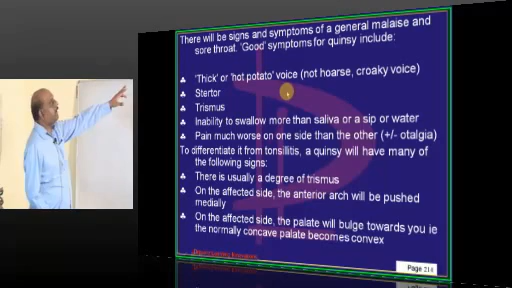 There will be signs and symptoms of a general malaise and
sore throat. 'Good' symptoms for quinsy include:
'Thick' or 'hot potato' voice (not hoarse, croaky voice)
Stertor
Trismus
Inability to swallow more than saliva or a sip or water
Pain much worse on one side than the other (+/- otalgia)
To differentiate it from tonsillitis, a quinsy will have many of
the following signs:
There is usually a degree of trismus
On the affected side, the anterior arch will be pushed
medially
On the affected side, the palate will bulge towards you ie
the normally concave palate becomes convex
Page 214